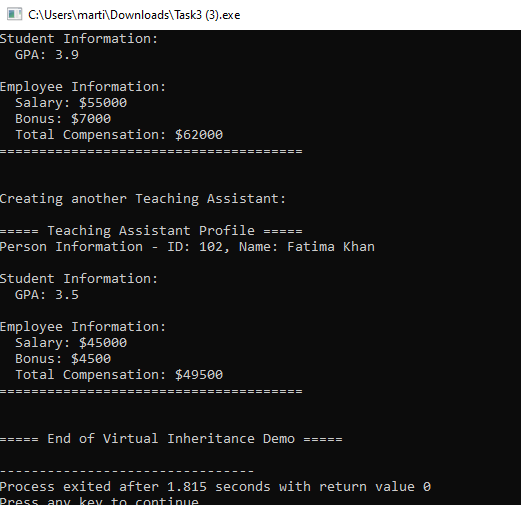 C:\Users\marti\Downloads\Task3 (3).exe
Student Information:
  GPA: 3.9

Employee Information:
  Salary: $55000
  Bonus: $7000
  Total Compensation: $62000
======================================


Creating another Teaching Assistant:

===== Teaching Assistant Profile =====
Person Information - ID: 102, Name: Fatima Khan

Student Information:
  GPA: 3.5

Employee Information:
  Salary: $45000
  Bonus: $4500
  Total Compensation: $49500
======================================


===== End of Virtual Inheritance Demo =====

--------------------------------
Process exited after 1.815 seconds with return value 0
Press any key to continue